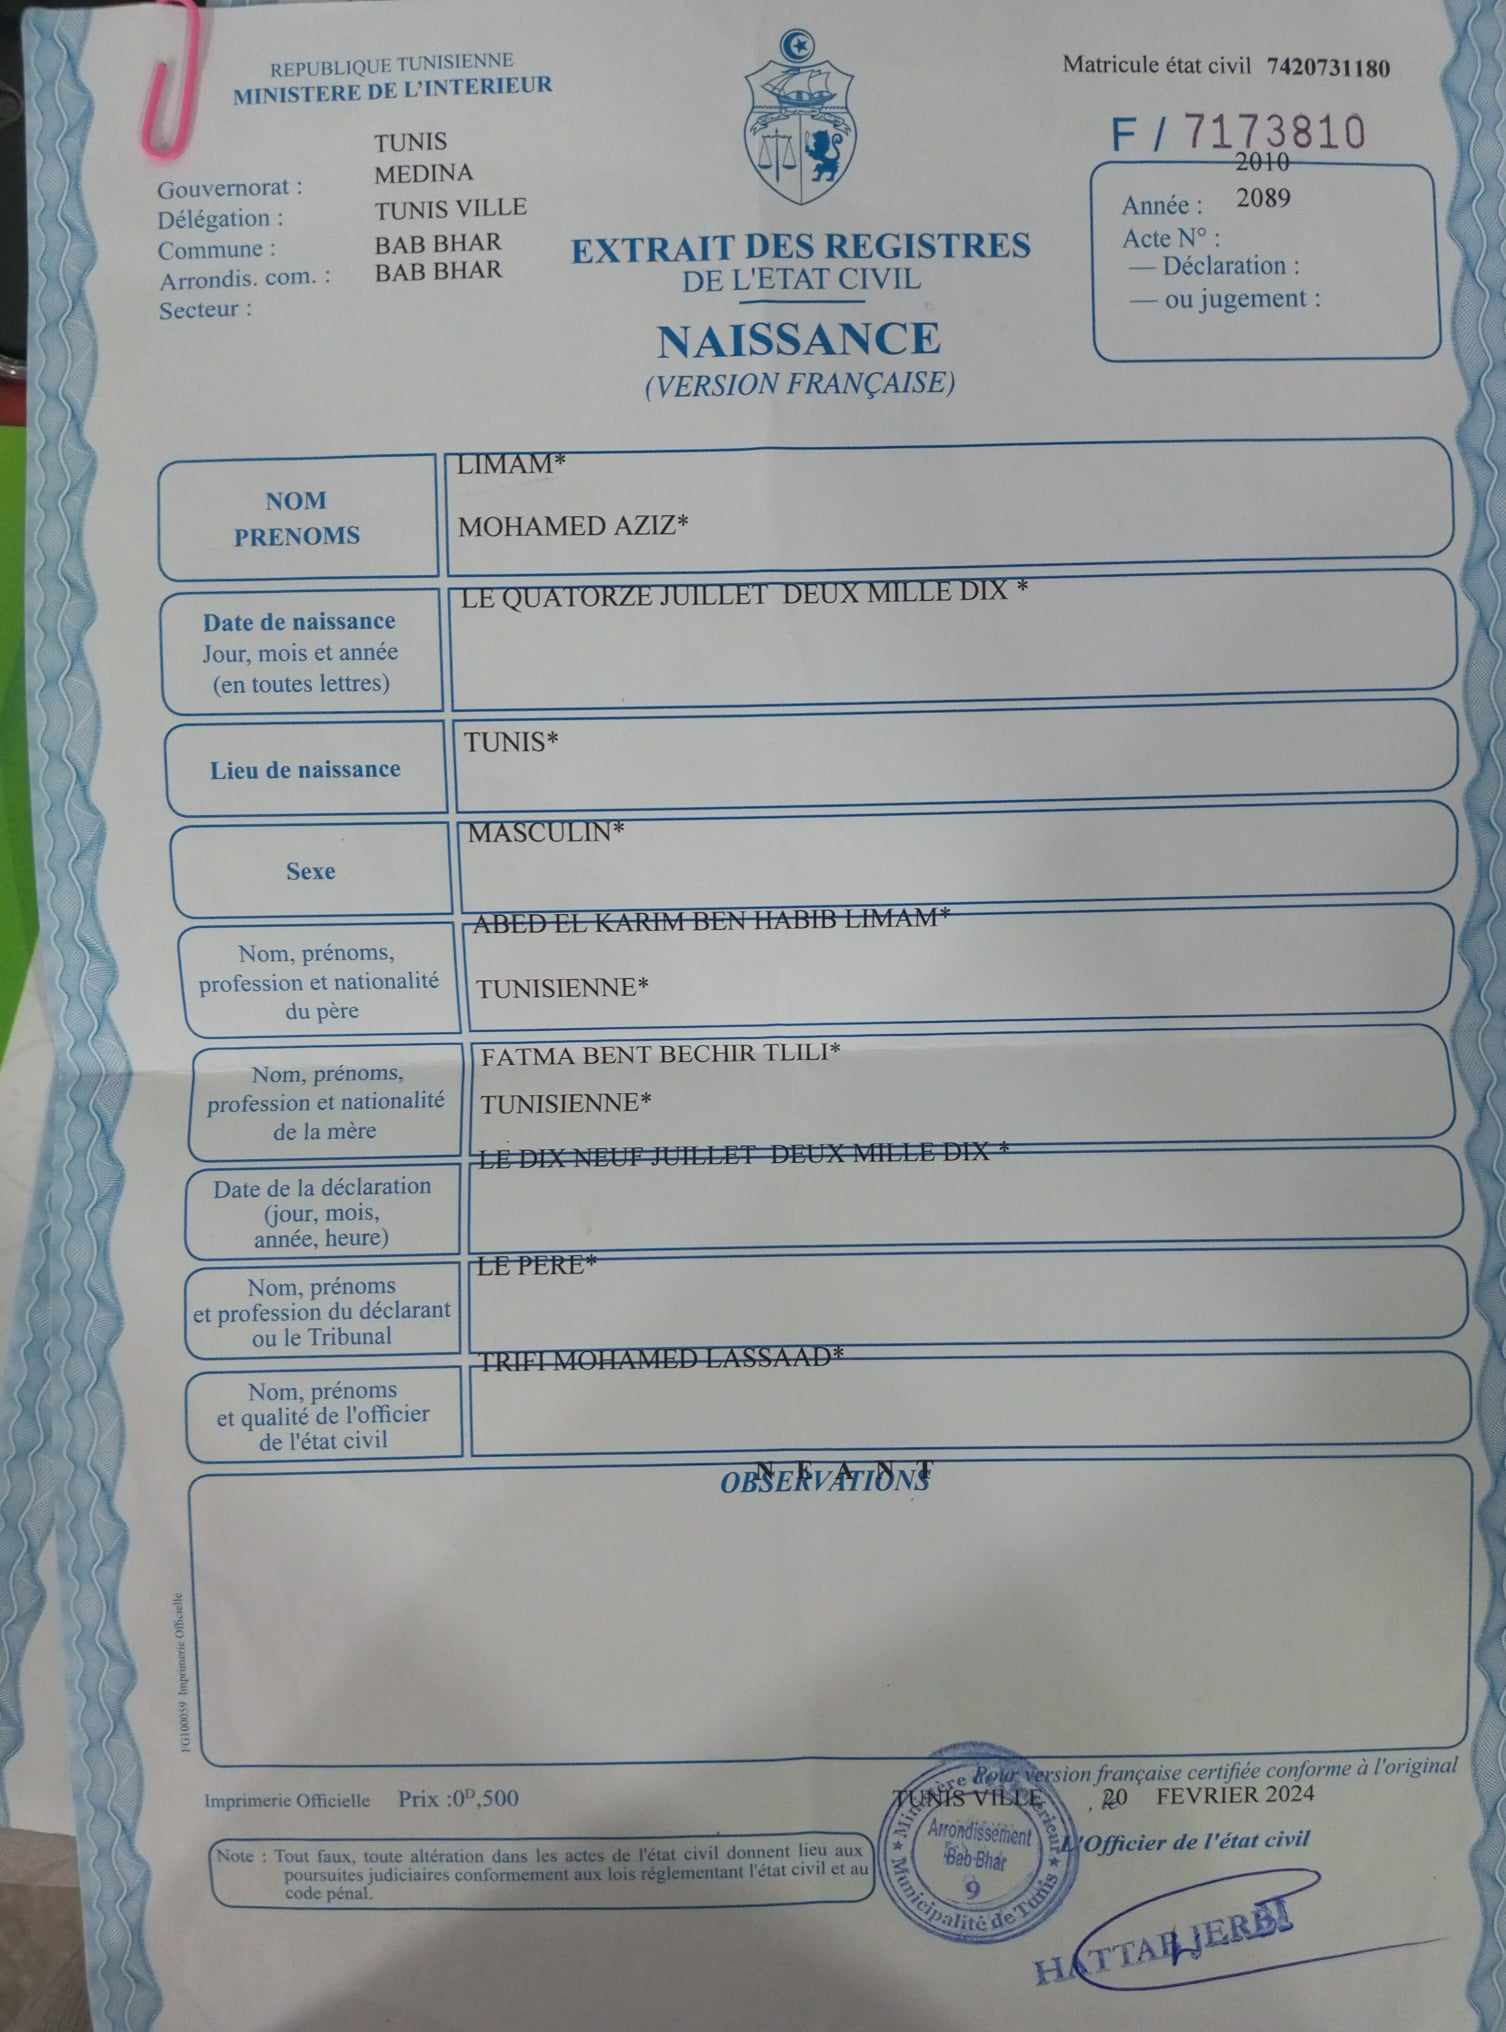 REPUBLIQUE TUNISIENNE
MINISTERE DE L'INTERIEUR
Matricule état civil 7420731180
F / 7173810
TUNIS
Gouvernorat :
MEDINA
Délégation :
TUNIS VILLE
Commune :
BAB BHAR
Arrondis. com. :
BAB BHAR
Secteur :
2010
Année :
2089
Acte N° :
— Déclaration :
— ou jugement :
EXTRAIT DES REGISTRES
DE L'ETAT CIVIL
NAISSANCE
(VERSION FRANÇAISE)
NOM
PRENOMS
LIMAM*
MOHAMED AZIZ*
Date de naissance
Jour, mois et année
(en toutes lettres)
LE QUATORZE JUILLET DEUX MILLE DIX *
Lieu de naissance
TUNIS*
Sexe
MASCULIN*
Nom, prénoms,
profession et nationalité
du père
ABED EL KARIM BEN HABIB LIMAM*
TUNISIENNE*
Nom, prénoms,
profession et nationalité
de la mère
FATMA BENT BECHIR TLILI*
TUNISIENNE*
Date de la déclaration
(jour, mois,
année, heure)
LE DIX NEUF JUILLET DEUX MILLE DIX *
Nom, prénoms
et profession du déclarant
ou le Tribunal
LE PERE*
Nom, prénoms
et qualité de l'officier
de l'état civil
TRIFI MOHAMED LASSAAD*
N E A N T
OBSERVATIONS
FG100059 Imprimerie Officielle
Imprimerie Officielle Prix :0D,500
Pour version française certifiée conforme à l'original
TUNIS VILLE , le 20 FEVRIER 2024
L'Officier de l'état civil
Note : Tout faux, toute altération dans les actes de l'état civil donnent lieu aux
poursuites judiciaires conformement aux lois réglementant l'état civil et au
code pénal.
Ministère de l'Intérieur
Arrondissement
Bab Bhar
9
Municipalité de Tunis
HATTAB JERBI